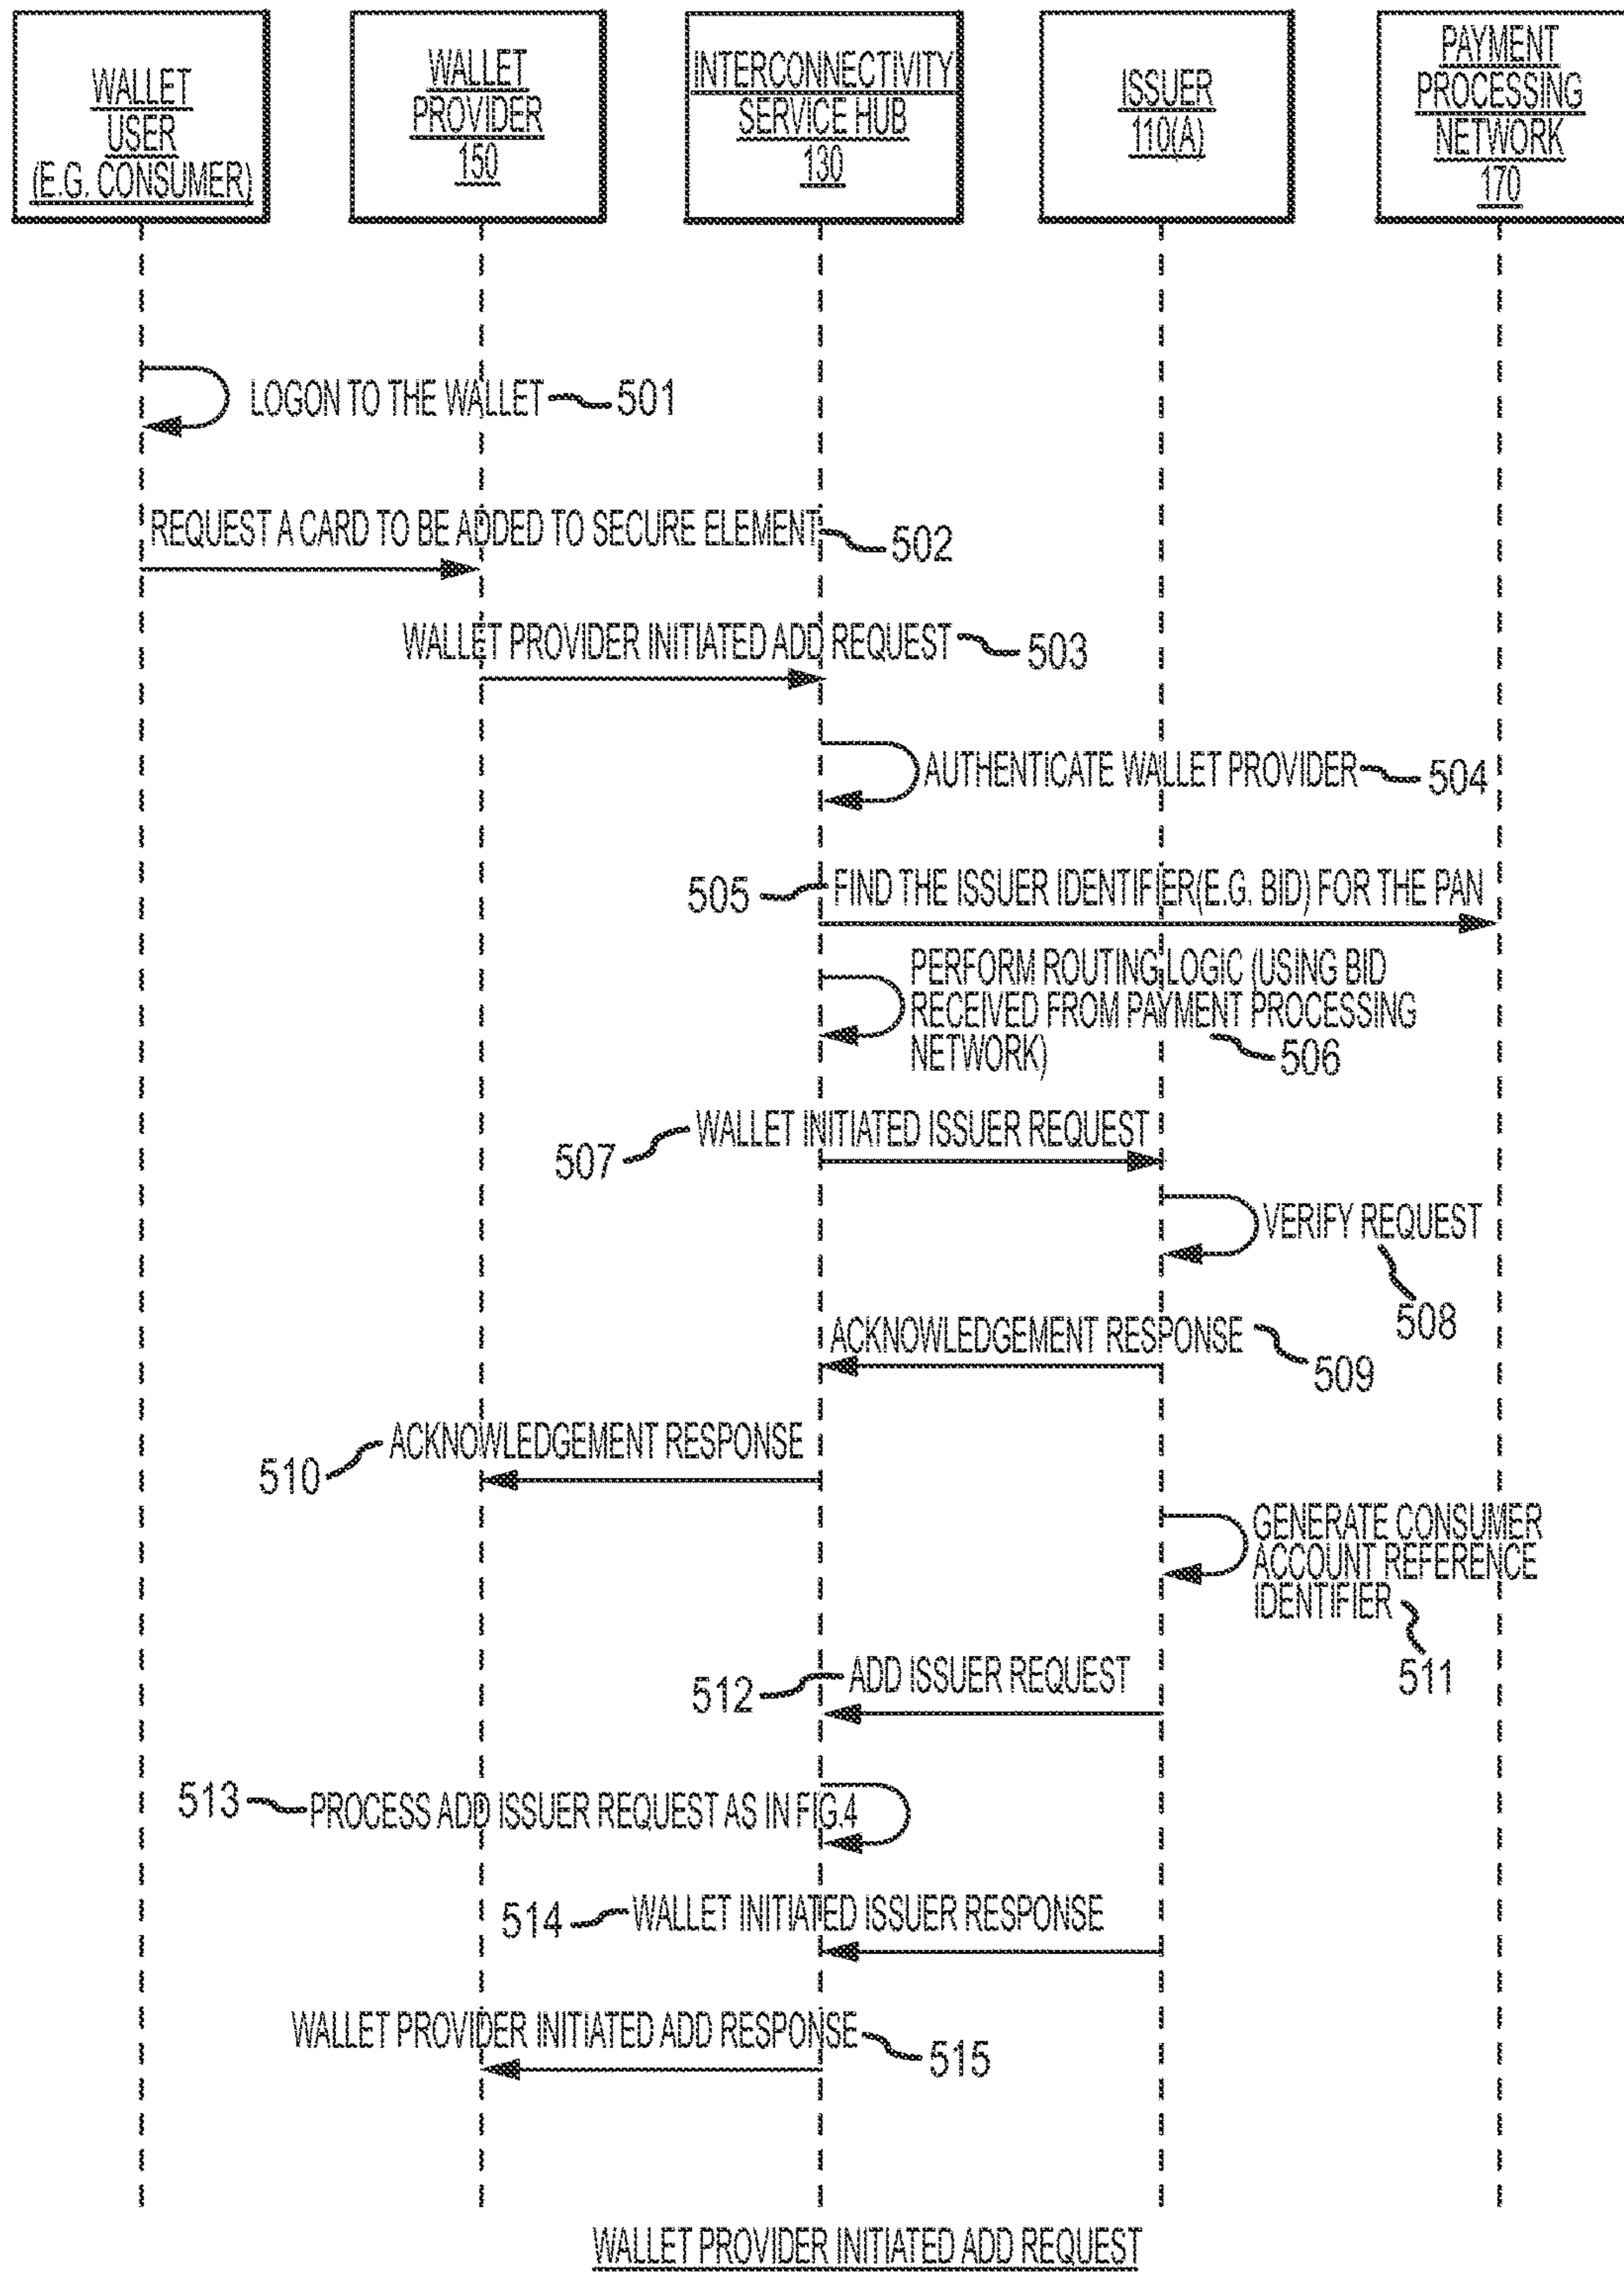 WALLET
USER
(E.G. CONSUMER)
WALLET
PROVIDER
150
INTERCONNECTIVITY
SERVICE HUB
130
ISSUER
110(A)
PAYMENT
PROCESSING
NETWORK
170
LOGON TO THE WALLET 501
REQUEST A CARD TO BE ADDED TO SECURE ELEMENT 502
WALLET PROVIDER INITIATED ADD REQUEST 503
AUTHENTICATE WALLET PROVIDER 504
505 FIND THE ISSUER IDENTIFIER(E.G. BID) FOR THE PAN
PERFORM ROUTING LOGIC (USING BID
RECEIVED FROM PAYMENT PROCESSING
NETWORK) 506
507 WALLET INITIATED ISSUER REQUEST
VERIFY REQUEST
508
ACKNOWLEDGEMENT RESPONSE 509
510 ACKNOWLEDGEMENT RESPONSE
GENERATE CONSUMER
ACCOUNT REFERENCE
IDENTIFIER
511
512 ADD ISSUER REQUEST
513 PROCESS ADD ISSUER REQUEST AS IN FIG.4
514 WALLET INITIATED ISSUER RESPONSE
WALLET PROVIDER INITIATED ADD RESPONSE 515
WALLET PROVIDER INITIATED ADD REQUEST